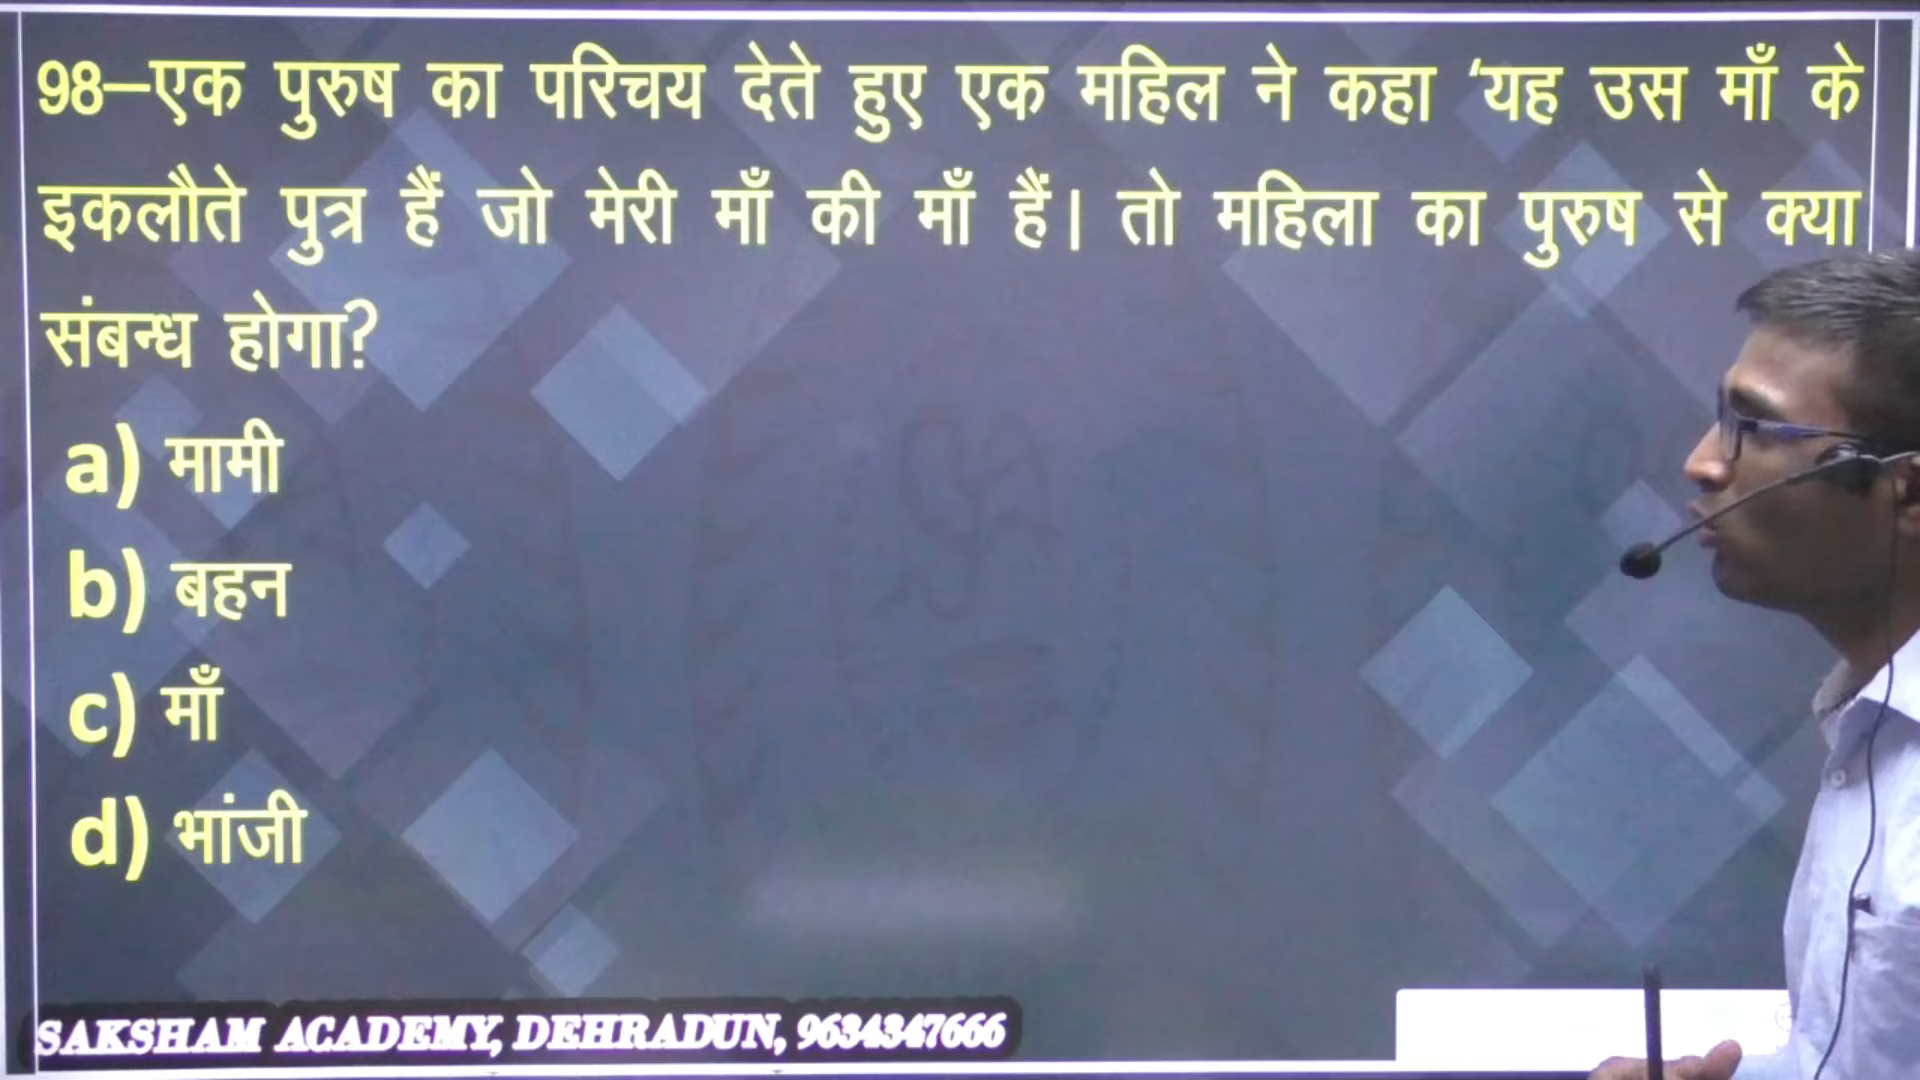 98–एक पुरुष का परिचय देते हुए एक महिल ने कहा ‘यह उस माँ के
इकलौते पुत्र हैं जो मेरी माँ की माँ हैं। तो महिला का पुरुष से क्या
संबन्ध होगा?
a) मामी
b) बहन
c) माँ
d) भांजी
SAKSHAM ACADEMY, DEHRADUN, 9634347666